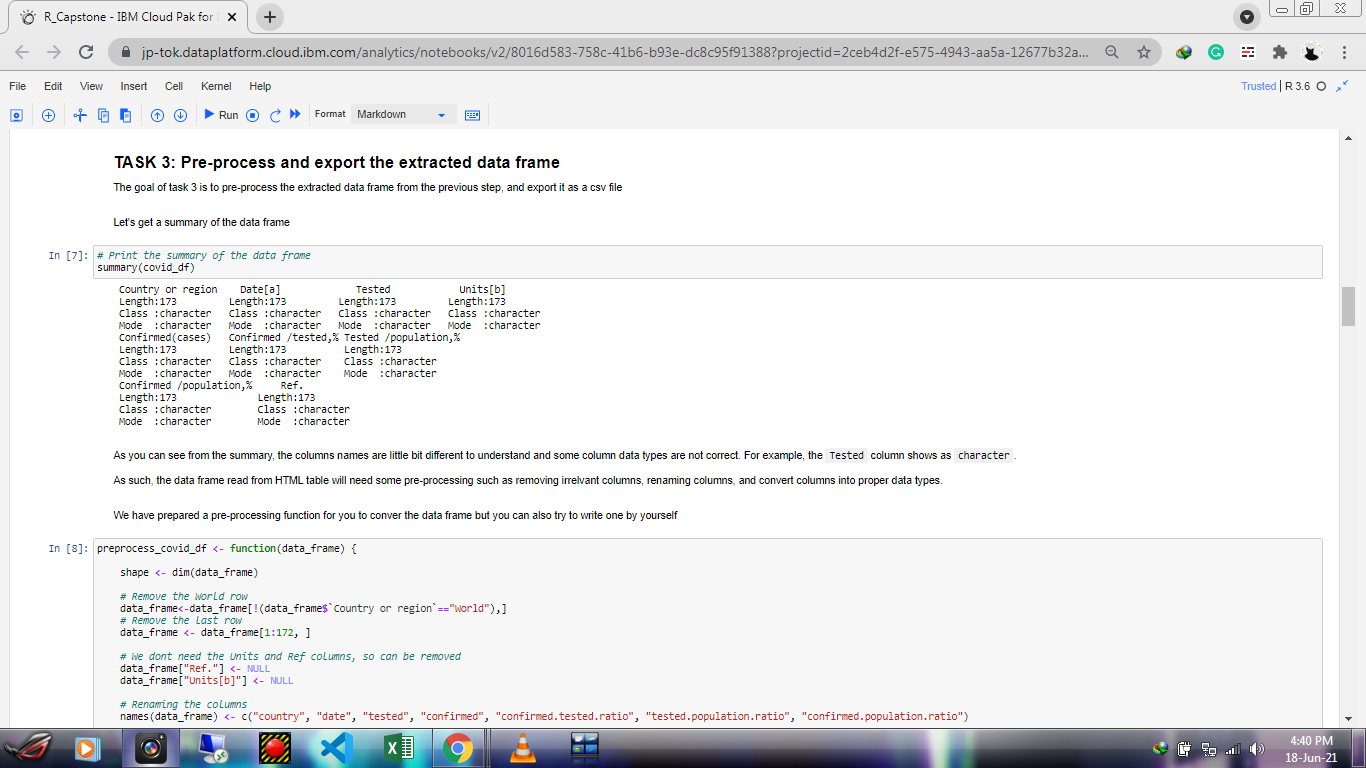 R_Capstone - IBM Cloud Pak for
jp-tok.dataplatform.cloud.ibm.com/analytics/notebooks/v2/8016d583-758c-41b6-b93e-dc8c95f91388?projectid=2ceb4d2f-e575-4943-aa5a-12677b32a...
File Edit View Insert Cell Kernel Help
Trusted | R 3.6
Run Format Markdown
TASK 3: Pre-process and export the extracted data frame
The goal of task 3 is to pre-process the extracted data frame from the previous step, and export it as a csv file
Let's get a summary of the data frame
In [7]: # Print the summary of the data frame
summary(covid_df)
Country or region Date[a] Tested Units[b]
Length:173 Length:173 Length:173 Length:173
Class :character Class :character Class :character Class :character
Mode :character Mode :character Mode :character Mode :character
Confirmed(cases) Confirmed /tested,% Tested /population,%
Length:173 Length:173 Length:173
Class :character Class :character Class :character
Mode :character Mode :character Mode :character
Confirmed /population,% Ref.
Length:173 Length:173
Class :character Class :character
Mode :character Mode :character
As you can see from the summary, the columns names are little bit different to understand and some column data types are not correct. For example, the Tested column shows as character .
As such, the data frame read from HTML table will need some pre-processing such as removing irrelvant columns, renaming columns, and convert columns into proper data types.
We have prepared a pre-processing function for you to conver the data frame but you can also try to write one by yourself
In [8]: preprocess_covid_df <- function(data_frame) {
shape <- dim(data_frame)
# Remove the World row
data_frame<-data_frame[!(data_frame$`Country or region`=="World"),]
# Remove the last row
data_frame <- data_frame[1:172, ]
# We dont need the Units and Ref columns, so can be removed
data_frame["Ref."] <- NULL
data_frame["Units[b]"] <- NULL
# Renaming the columns
names(data_frame) <- c("country", "date", "tested", "confirmed", "confirmed.tested.ratio", "tested.population.ratio", "confirmed.population.ratio")
4:40 PM
18-Jun-21